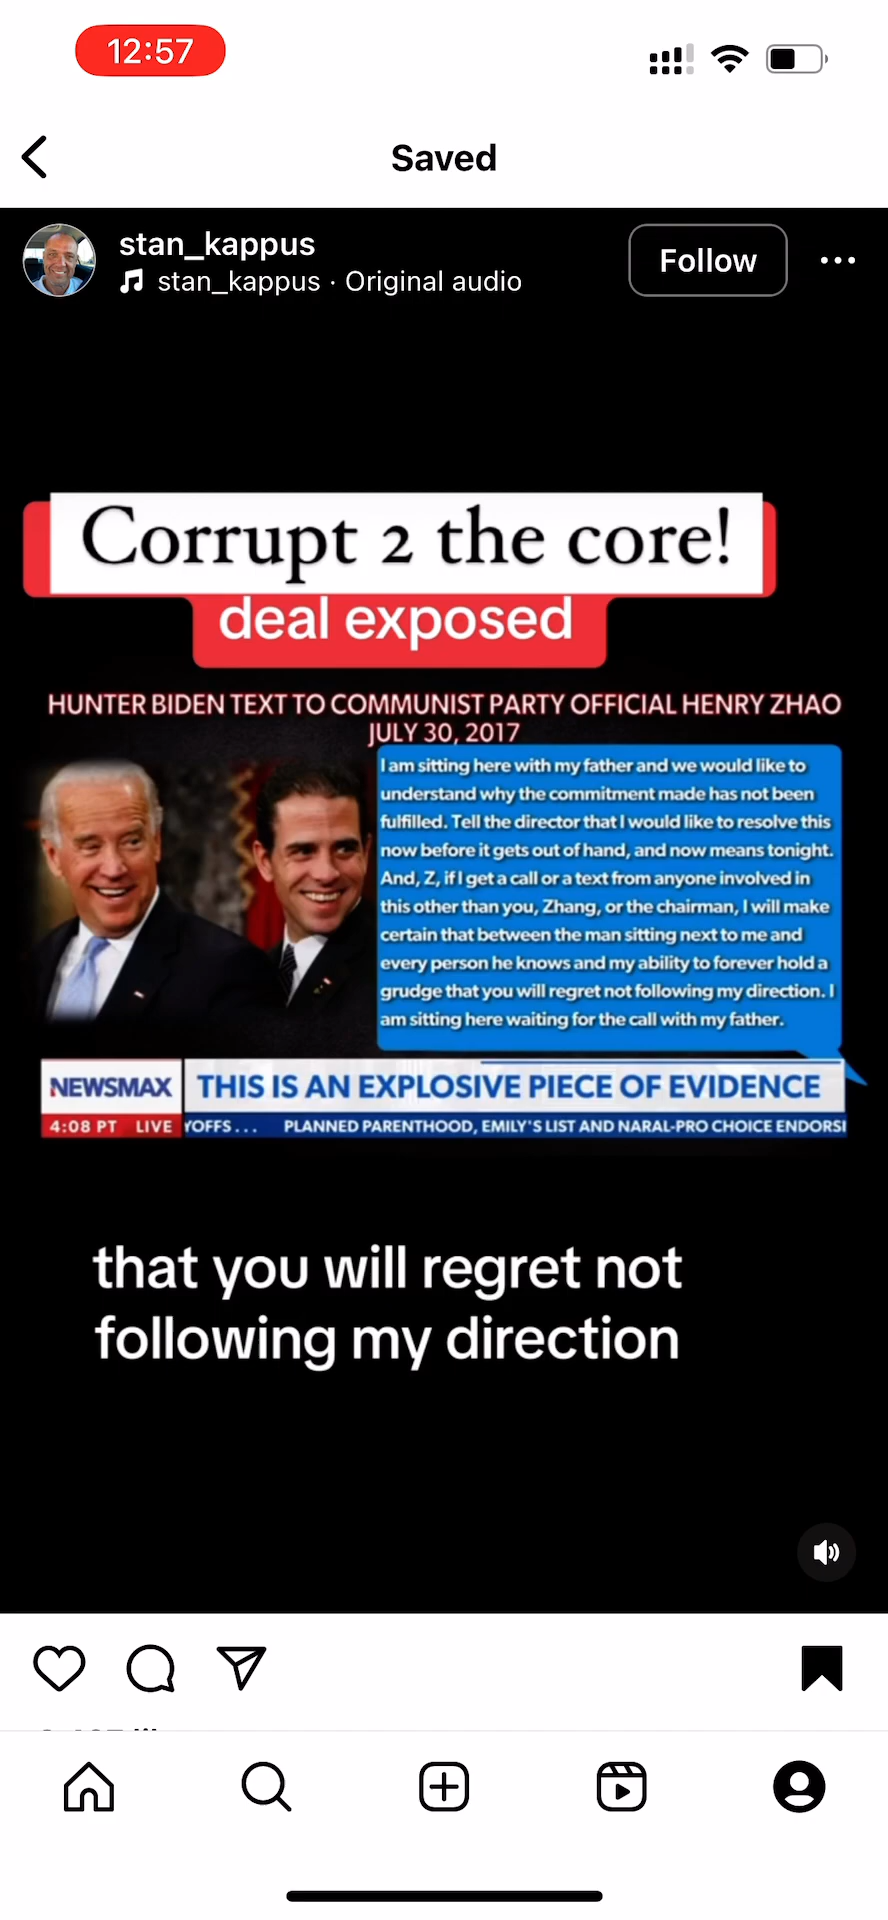 12:57
Saved
stan_kappus
stan_kappus · Original audio
Follow
Corrupt 2 the core!
deal exposed
HUNTER BIDEN TEXT TO COMMUNIST PARTY OFFICIAL HENRY ZHAO
JULY 30, 2017
I am sitting here with my father and we would like to
understand why the commitment made has not been
fulfilled. Tell the director that I would like to resolve this
now before it gets out of hand, and now means tonight.
And, Z, if I get a call or a text from anyone involved in
this other than you, Zhang, or the chairman, I will make
certain that between the man sitting next to me and
every person he knows and my ability to forever hold a
grudge that you will regret not following my direction. I
am sitting here waiting for the call with my father.
NEWSMAX
THIS IS AN EXPLOSIVE PIECE OF EVIDENCE
4:08 PT LIVE
YOFFS... PLANNED PARENTHOOD, EMILY'S LIST AND NARAL-PRO CHOICE ENDORSI
that you will regret not
following my direction